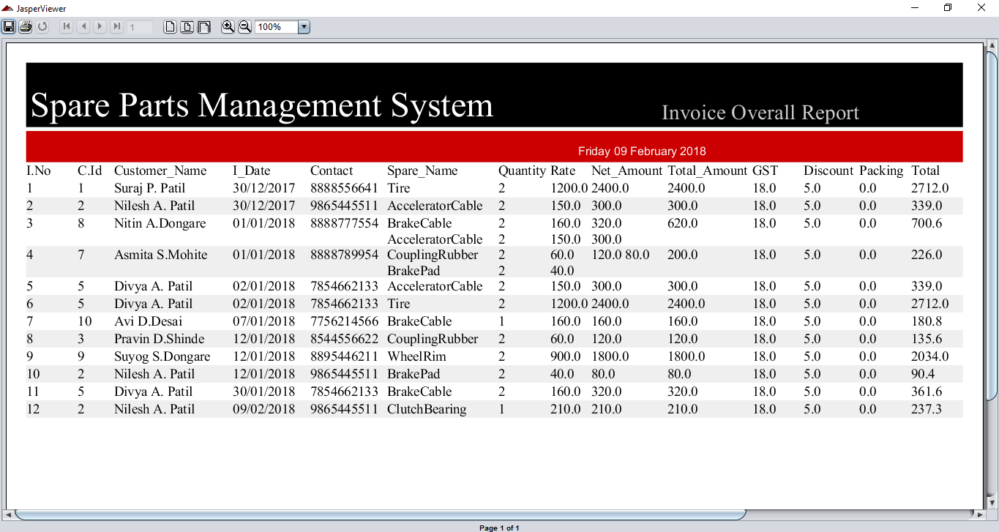 JasperViewer
1
100%
Spare Parts Management System
Invoice Overall Report
Friday 09 February 2018
I.No C.Id Customer_Name I_Date Contact Spare_Name Quantity Rate Net_Amount Total_Amount GST Discount Packing Total
1 1 Suraj P. Patil 30/12/2017 8888556641 Tire 2 1200.0 2400.0 2400.0 18.0 5.0 0.0 2712.0
2 2 Nilesh A. Patil 30/12/2017 9865445511 AcceleratorCable 2 150.0 300.0 300.0 18.0 5.0 0.0 339.0
3 8 Nitin A.Dongare 01/01/2018 8888777554 BrakeCable 2 160.0 320.0 620.0 18.0 5.0 0.0 700.6
AcceleratorCable 2 150.0 300.0
4 7 Asmita S.Mohite 01/01/2018 8888789954 CouplingRubber 2 60.0 120.0 80.0 200.0 18.0 5.0 0.0 226.0
BrakePad 2 40.0
5 5 Divya A. Patil 02/01/2018 7854662133 AcceleratorCable 2 150.0 300.0 300.0 18.0 5.0 0.0 339.0
6 5 Divya A. Patil 02/01/2018 7854662133 Tire 2 1200.0 2400.0 2400.0 18.0 5.0 0.0 2712.0
7 10 Avi D.Desai 07/01/2018 7756214566 BrakeCable 1 160.0 160.0 160.0 18.0 5.0 0.0 180.8
8 3 Pravin D.Shinde 12/01/2018 8544556622 CouplingRubber 2 60.0 120.0 120.0 18.0 5.0 0.0 135.6
9 9 Suyog S.Dongare 12/01/2018 8895446211 WheelRim 2 900.0 1800.0 1800.0 18.0 5.0 0.0 2034.0
10 2 Nilesh A. Patil 12/01/2018 9865445511 BrakePad 2 40.0 80.0 80.0 18.0 5.0 0.0 90.4
11 5 Divya A. Patil 30/01/2018 7854662133 BrakeCable 2 160.0 320.0 320.0 18.0 5.0 0.0 361.6
12 2 Nilesh A. Patil 09/02/2018 9865445511 ClutchBearing 1 210.0 210.0 210.0 18.0 5.0 0.0 237.3
Page 1 of 1